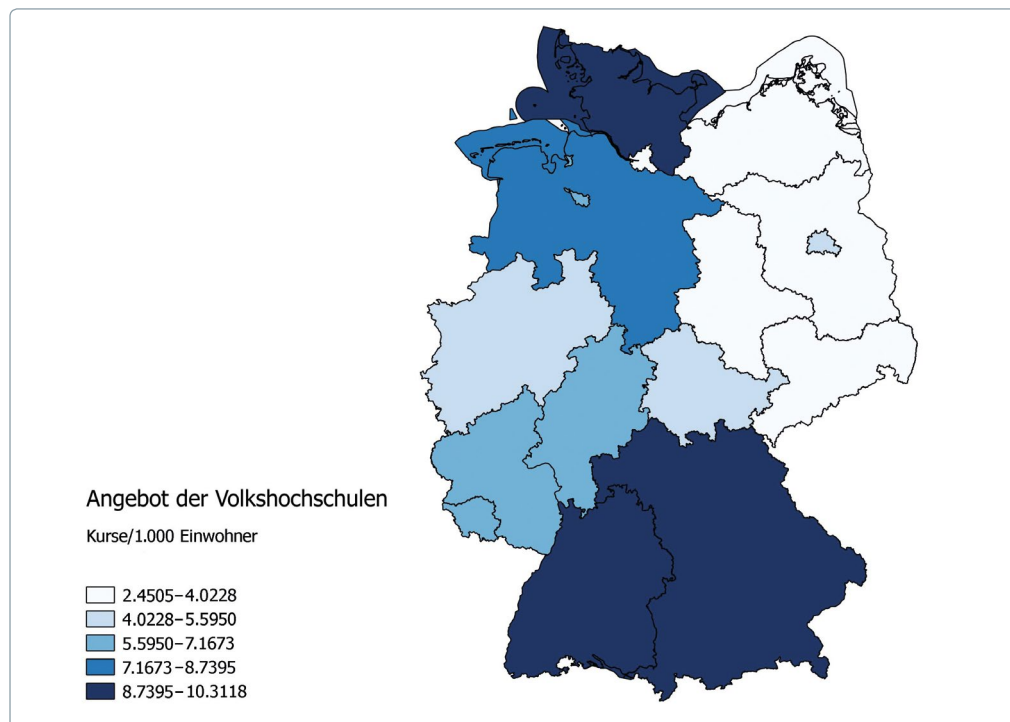 Angebot der Volkshochschulen
Kurse/1.000 Einwohner
2.4505–4.0228
4.0228–5.5950
5.5950–7.1673
7.1673–8.7395
8.7395–10.3118